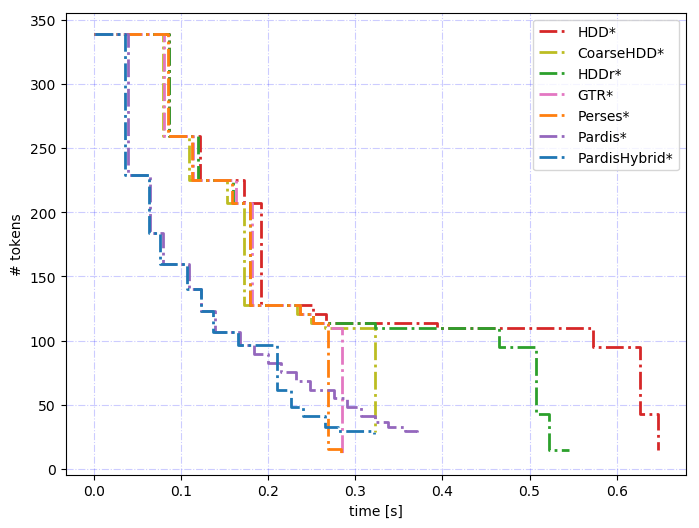 350
300
250
200
150
100
50
0
# tokens
0.0 0.1 0.2 0.3 0.4 0.5 0.6
time [s]
HDD*
CoarseHDD*
HDDr*
GTR*
Perses*
Pardis*
PardisHybrid*